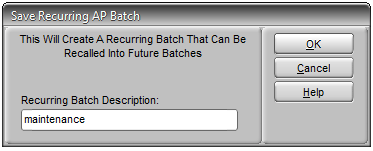 Save Recurring AP Batch
This Will Create A Recurring Batch That Can Be
Recalled Into Future Batches
Recurring Batch Description:
maintenance
OK
Cancel
Help